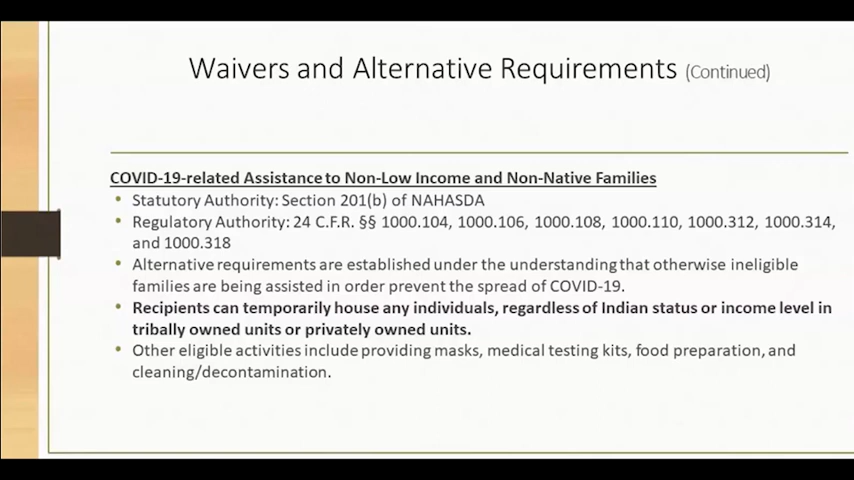 Waivers and Alternative Requirements (Continued)
COVID-19-related Assistance to Non-Low Income and Non-Native Families
• Statutory Authority: Section 201(b) of NAHASDA
• Regulatory Authority: 24 C.F.R. §§ 1000.104, 1000.106, 1000.108, 1000.110, 1000.312, 1000.314,
and 1000.318
• Alternative requirements are established under the understanding that otherwise ineligible
families are being assisted in order prevent the spread of COVID-19.
• Recipients can temporarily house any individuals, regardless of Indian status or income level in
tribally owned units or privately owned units.
• Other eligible activities include providing masks, medical testing kits, food preparation, and
cleaning/decontamination.